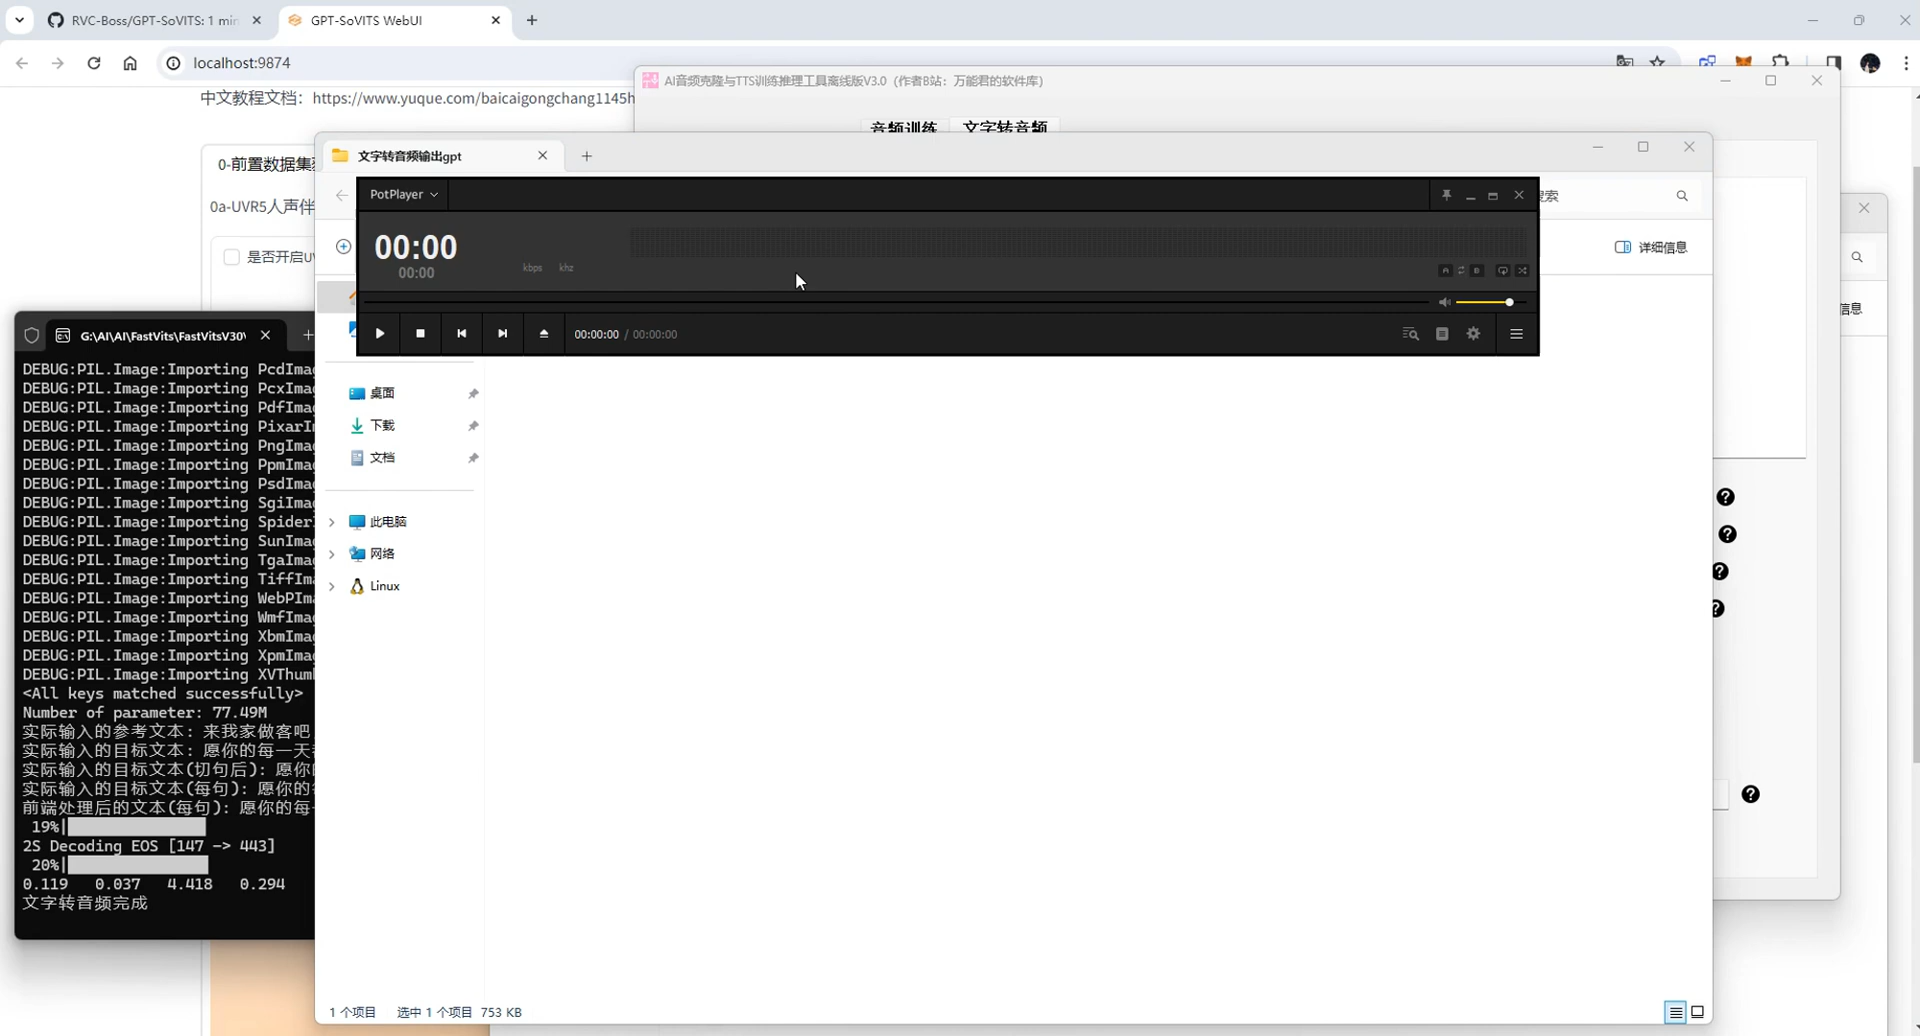 RVC-Boss/GPT-SoVITS: 1 min
GPT-SoVITS WebUI
localhost:9874
中文教程文档：https://www.yuque.com/baicaigongchang1145h
AI音频克隆与TTS训练推理工具离线版V3.0（作者B站：万能君的软件库）
音频训练 文字转音频
0-前置数据集
0a-UVR5人声伴
是否开启UV
文字转音频输出gpt
PotPlayer
搜索
详细信息
信息
00:00
00:00
kbps khz
A B
00:00:00 / 00:00:00
桌面
下载
文档
此电脑
网络
Linux
1 个项目 选中 1 个项目 753 KB
G:\AI\AI\FastVits\FastVitsV30\
DEBUG:PIL.Image:Importing PcdImag
DEBUG:PIL.Image:Importing PcxImag
DEBUG:PIL.Image:Importing PdfImag
DEBUG:PIL.Image:Importing PixarIm
DEBUG:PIL.Image:Importing PngImag
DEBUG:PIL.Image:Importing PpmImag
DEBUG:PIL.Image:Importing PsdImag
DEBUG:PIL.Image:Importing SgiImag
DEBUG:PIL.Image:Importing SpiderI
DEBUG:PIL.Image:Importing SunImag
DEBUG:PIL.Image:Importing TgaImag
DEBUG:PIL.Image:Importing TiffIma
DEBUG:PIL.Image:Importing WebPIma
DEBUG:PIL.Image:Importing WmfImag
DEBUG:PIL.Image:Importing XbmImag
DEBUG:PIL.Image:Importing XpmImag
DEBUG:PIL.Image:Importing XVThumb
<All keys matched successfully>
Number of parameter: 77.49M
实际输入的参考文本: 来我家做客吧
实际输入的目标文本: 愿你的每一天
实际输入的目标文本(切句后): 愿你
实际输入的目标文本(每句): 愿你的
前端处理后的文本(每句): 愿你的每
19%|
2S Decoding EOS [147 -> 443]
20%|
0.119 0.037 4.418 0.294
文字转音频完成